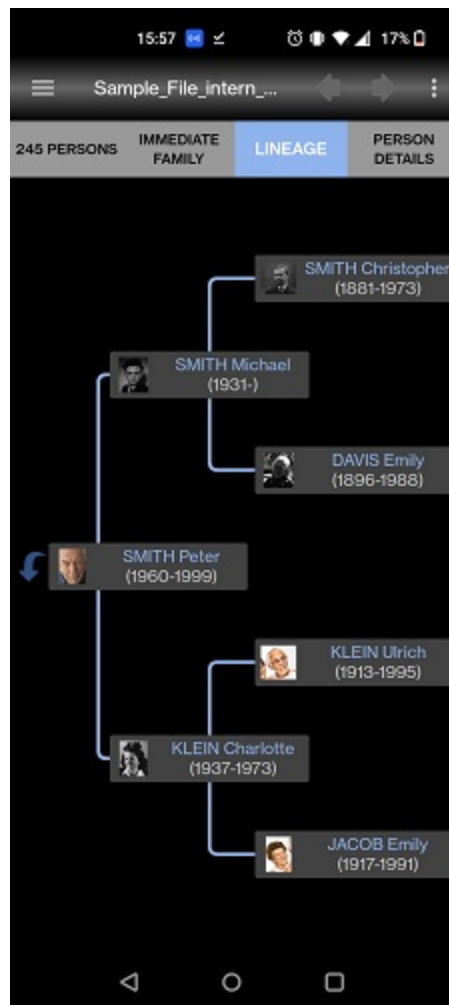 15:57 17%
Sample_File_intern_...
245 PERSONS IMMEDIATE FAMILY LINEAGE PERSON DETAILS
SMITH Christopher
(1881-1973)
SMITH Michael
(1931-)
DAVIS Emily
(1896-1988)
SMITH Peter
(1960-1999)
KLEIN Ulrich
(1913-1995)
KLEIN Charlotte
(1937-1973)
JACOB Emily
(1917-1991)